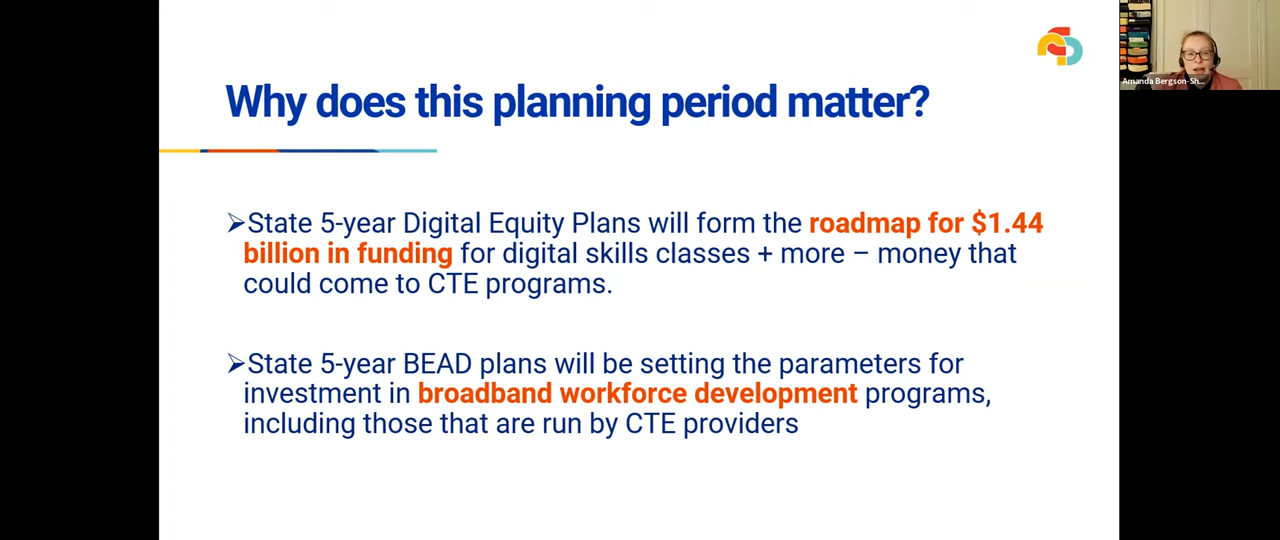 Why does this planning period matter?
Amanda Bergson-Sh...
➢State 5-year Digital Equity Plans will form the roadmap for $1.44
billion in funding for digital skills classes + more – money that
could come to CTE programs.
➢State 5-year BEAD plans will be setting the parameters for
investment in broadband workforce development programs,
including those that are run by CTE providers